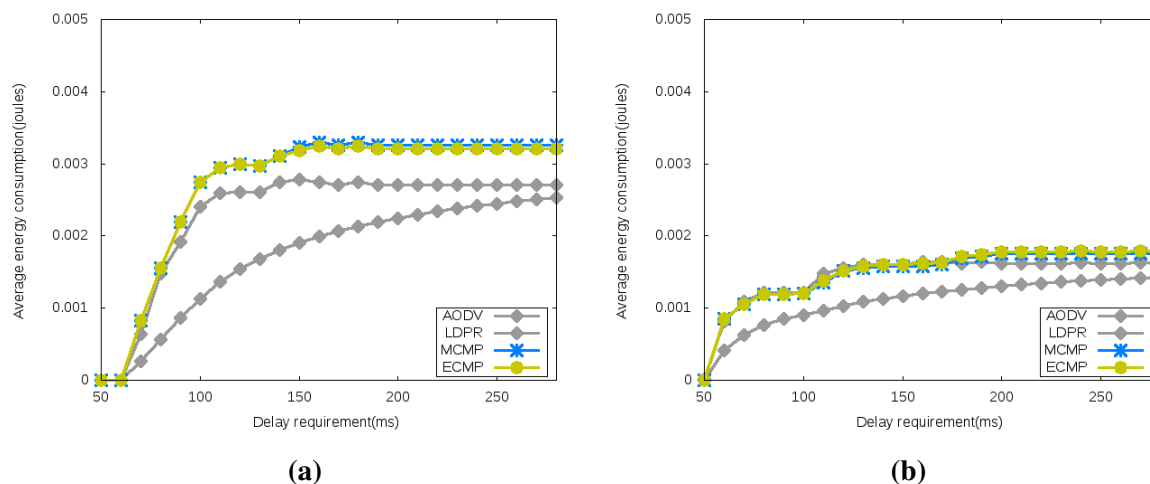 0.005
0.004
0.003
0.002
0.001
0
50
100
150
200
250
Average energy consumption(joules)
Delay requirement(ms)
AODV
LDPR
MCMP
ECMP
(a)
0.005
0.004
0.003
0.002
0.001
0
50
100
150
200
250
Average energy consumption(joules)
Delay requirement(ms)
AODV
LDPR
MCMP
ECMP
(b)